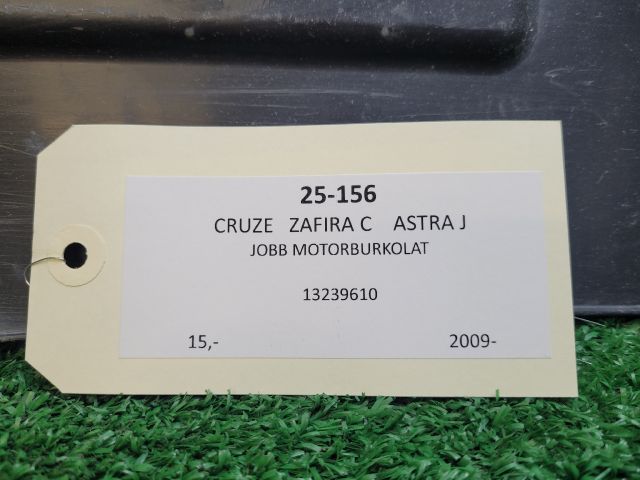 25-156
CRUZE ZAFIRA C ASTRA J
JOBB MOTORBURKOLAT
13239610
15,- 2009-